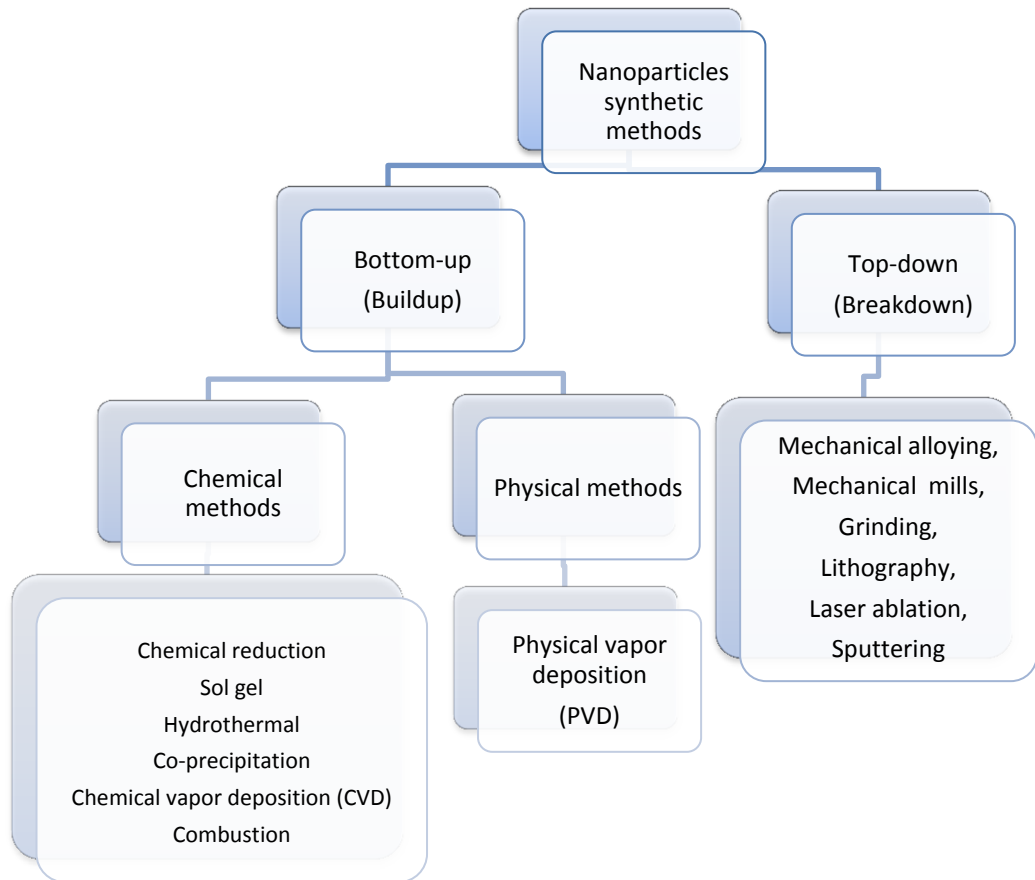 Nanoparticles
synthetic
methods
Bottom-up
(Buildup)
Top-down
(Breakdown)
Chemical
methods
Physical methods
Mechanical alloying,
Mechanical mills,
Grinding,
Lithography,
Laser ablation,
Sputtering
Chemical reduction
Sol gel
Hydrothermal
Co-precipitation
Chemical vapor deposition (CVD)
Combustion
Physical vapor
deposition
(PVD)